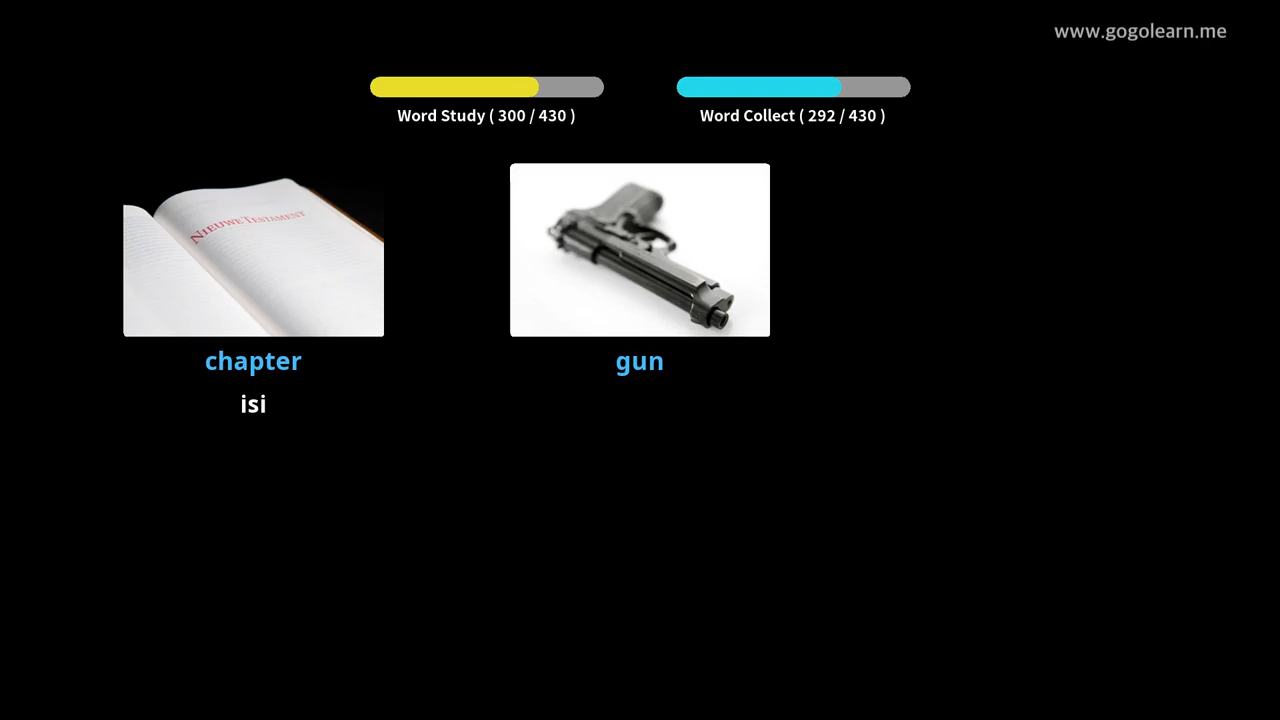 www.gogolearn.me
Word Study ( 300 / 430 )
Word Collect ( 292 / 430 )
NIEUWE TESTAMENT
chapter
gun
isi